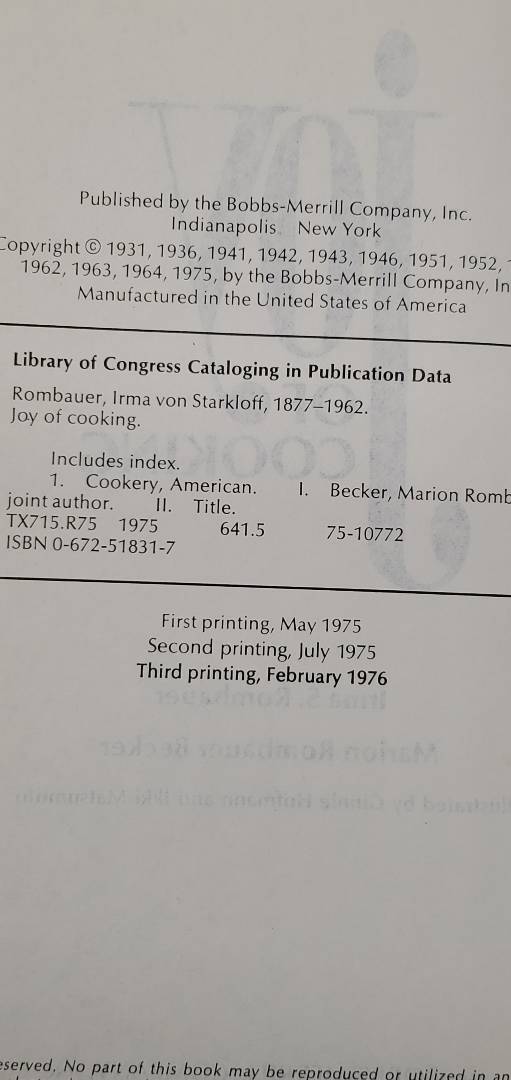 Published by the Bobbs-Merrill Company, Inc.
Indianapolis New York
Copyright © 1931, 1936, 1941, 1942, 1943, 1946, 1951, 1952,
1962, 1963, 1964, 1975, by the Bobbs-Merrill Company, In
Manufactured in the United States of America
Library of Congress Cataloging in Publication Data
Rombauer, Irma von Starkloff, 1877–1962.
Joy of cooking.
Includes index.
1. Cookery, American. I. Becker, Marion Romb
joint author. II. Title.
TX715.R75 1975 641.5 75-10772
ISBN 0-672-51831-7
First printing, May 1975
Second printing, July 1975
Third printing, February 1976
eserved. No part of this book may be reproduced or utilized in an